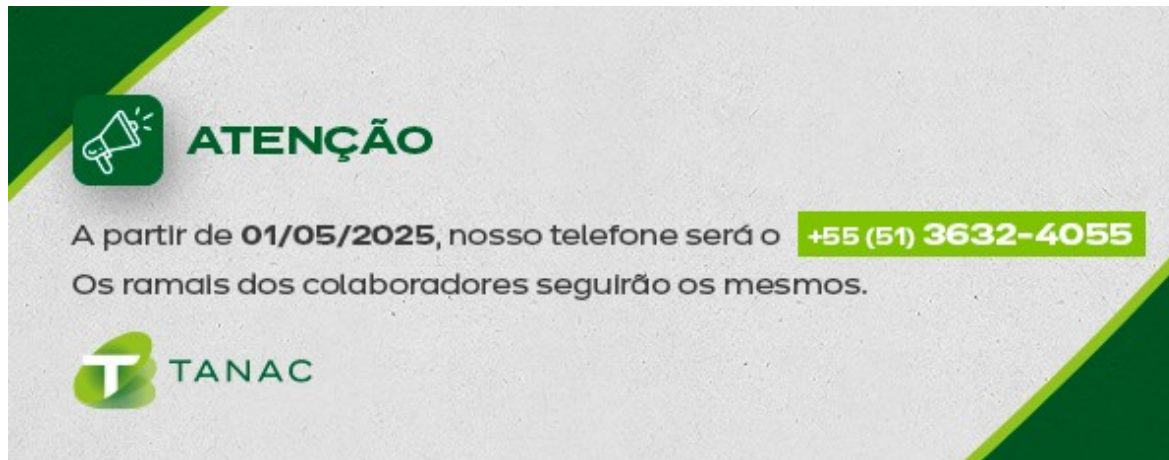 ATENÇÃO
A partir de 01/05/2025, nosso telefone será o +55 (51) 3632-4055
Os ramais dos colaboradores seguirão os mesmos.
T TANAC